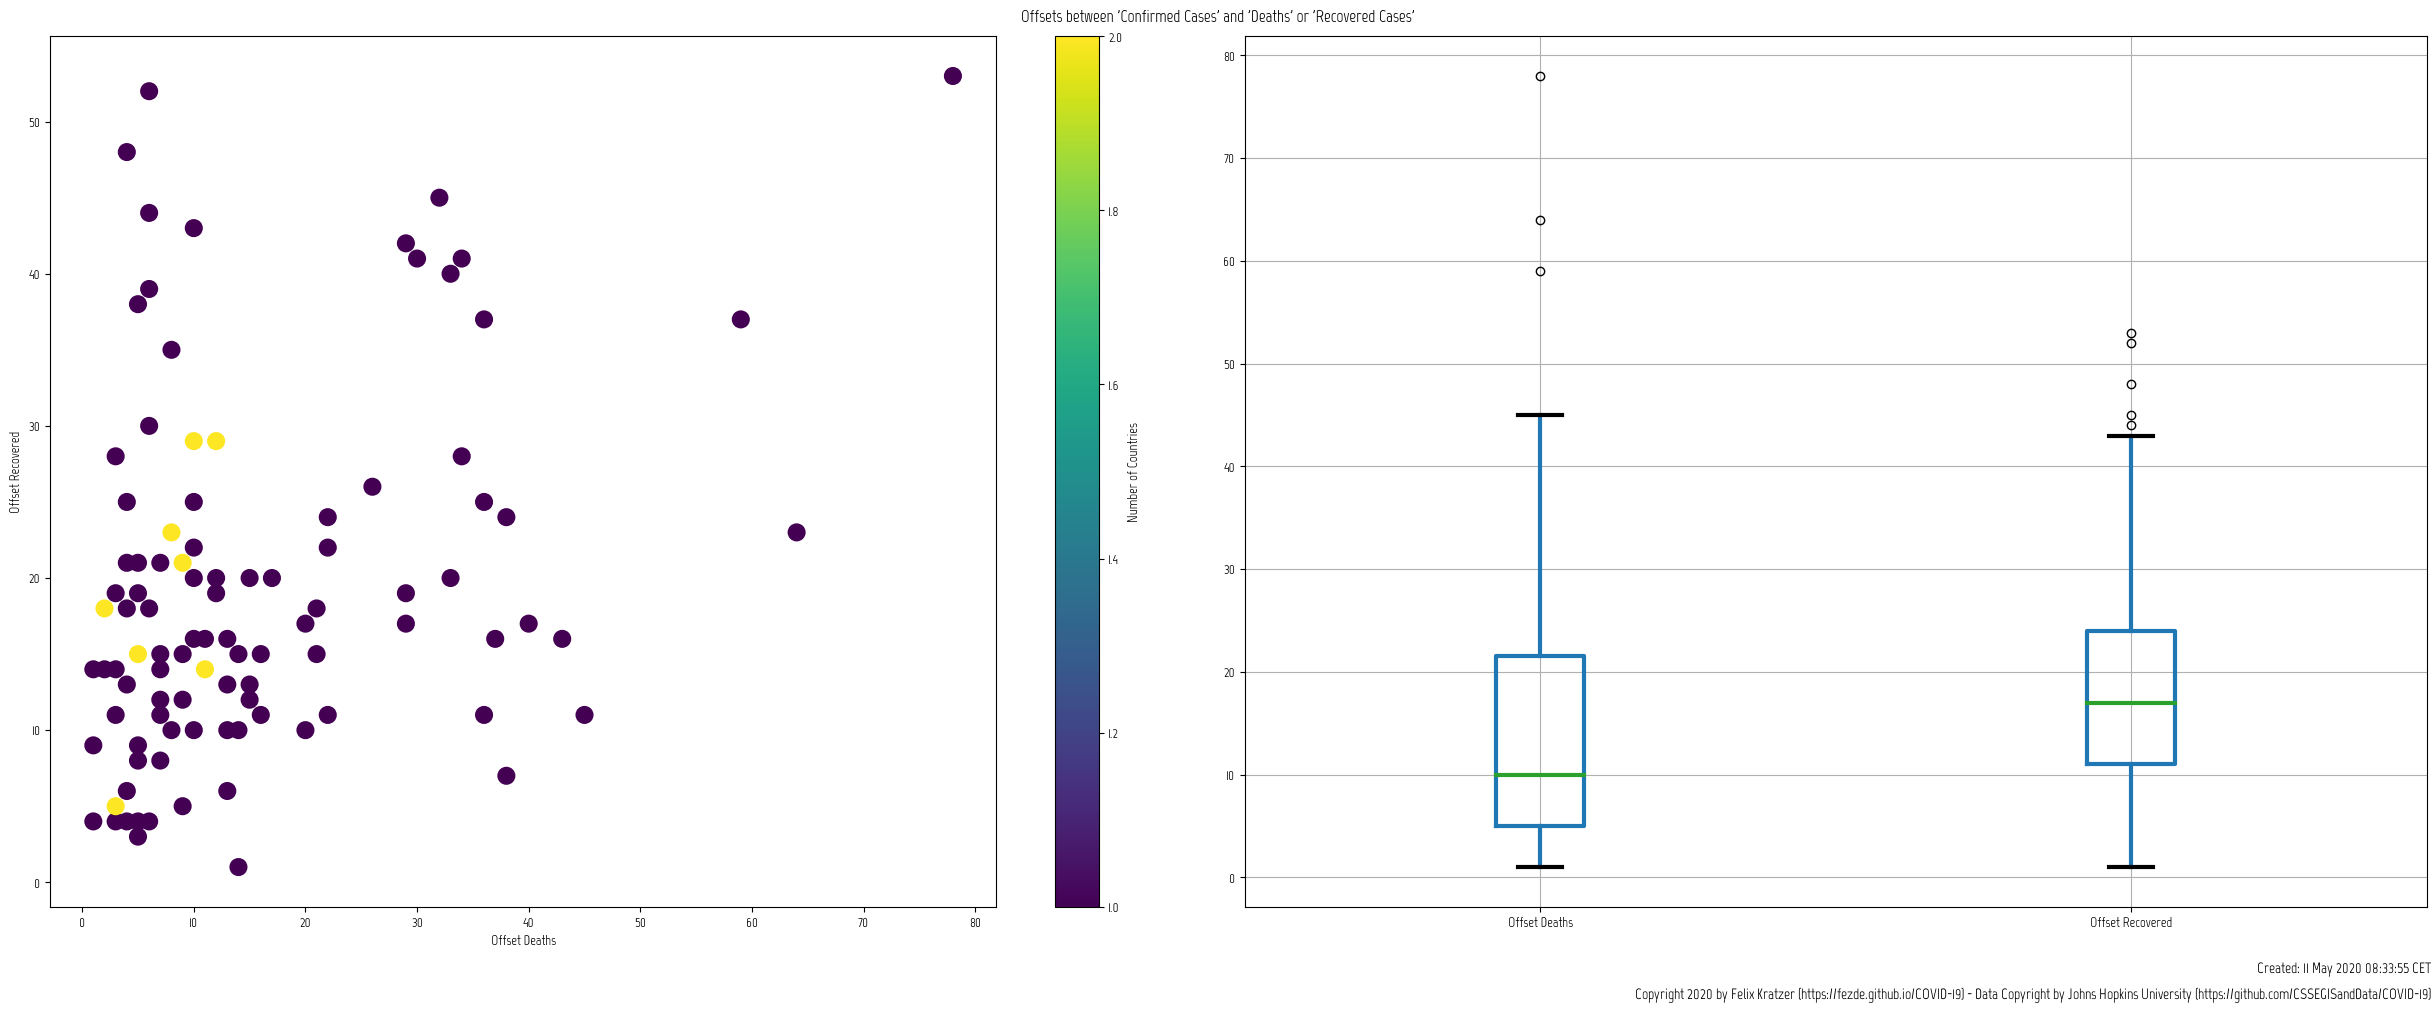 Offsets between 'Confirmed Cases' and 'Deaths' or 'Recovered Cases'
50
40
30
20
10
0
Offset Recovered
0 10 20 30 40 50 60 70 80
Offset Deaths
2.0
1.8
1.6
1.4
1.2
1.0
Number of Countries
80
70
60
50
40
30
20
10
0
Offset Deaths Offset Recovered
Created: 11 May 2020 08:33:55 CET
Copyright 2020 by Felix Kratzer (https://fezde.github.io/COVID-19) - Data Copyright by Johns Hopkins University (https://github.com/CSSEGISandData/COVID-19)